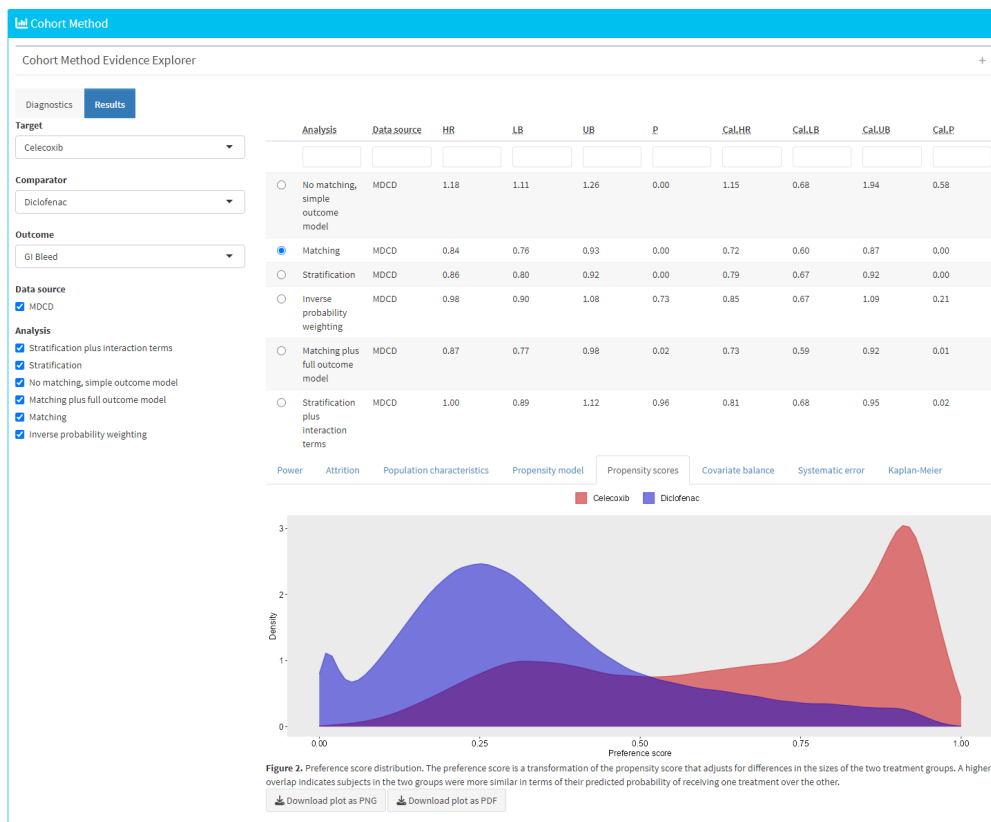 Cohort Method
Cohort Method Evidence Explorer
+
Diagnostics
Results
Target
Celecoxib
Comparator
Diclofenac
Outcome
GI Bleed
Data source
MDCD
Analysis
Stratification plus interaction terms
Stratification
No matching, simple outcome model
Matching plus full outcome model
Matching
Inverse probability weighting
Analysis Data source HR LB UB P Cal.HR Cal.LB Cal.UB Cal.P
No matching, MDCD 1.18 1.11 1.26 0.00 1.15 0.68 1.94 0.58
simple
outcome
model
Matching MDCD 0.84 0.76 0.93 0.00 0.72 0.60 0.87 0.00
Stratification MDCD 0.86 0.80 0.92 0.00 0.79 0.67 0.92 0.00
Inverse MDCD 0.98 0.90 1.08 0.73 0.85 0.67 1.09 0.21
probability
weighting
Matching plus MDCD 0.87 0.77 0.98 0.02 0.73 0.59 0.92 0.01
full outcome
model
Stratification MDCD 1.00 0.89 1.12 0.96 0.81 0.68 0.95 0.02
plus
interaction
terms
Power Attrition Population characteristics Propensity model Propensity scores Covariate balance Systematic error Kaplan-Meier
Celecoxib Diclofenac
3
2
1
0
Density
0.00 0.25 0.50 0.75 1.00
Preference score
Figure 2. Preference score distribution. The preference score is a transformation of the propensity score that adjusts for differences in the sizes of the two treatment groups. A higher
overlap indicates subjects in the two groups were more similar in terms of their predicted probability of receiving one treatment over the other.
Download plot as PNG Download plot as PDF